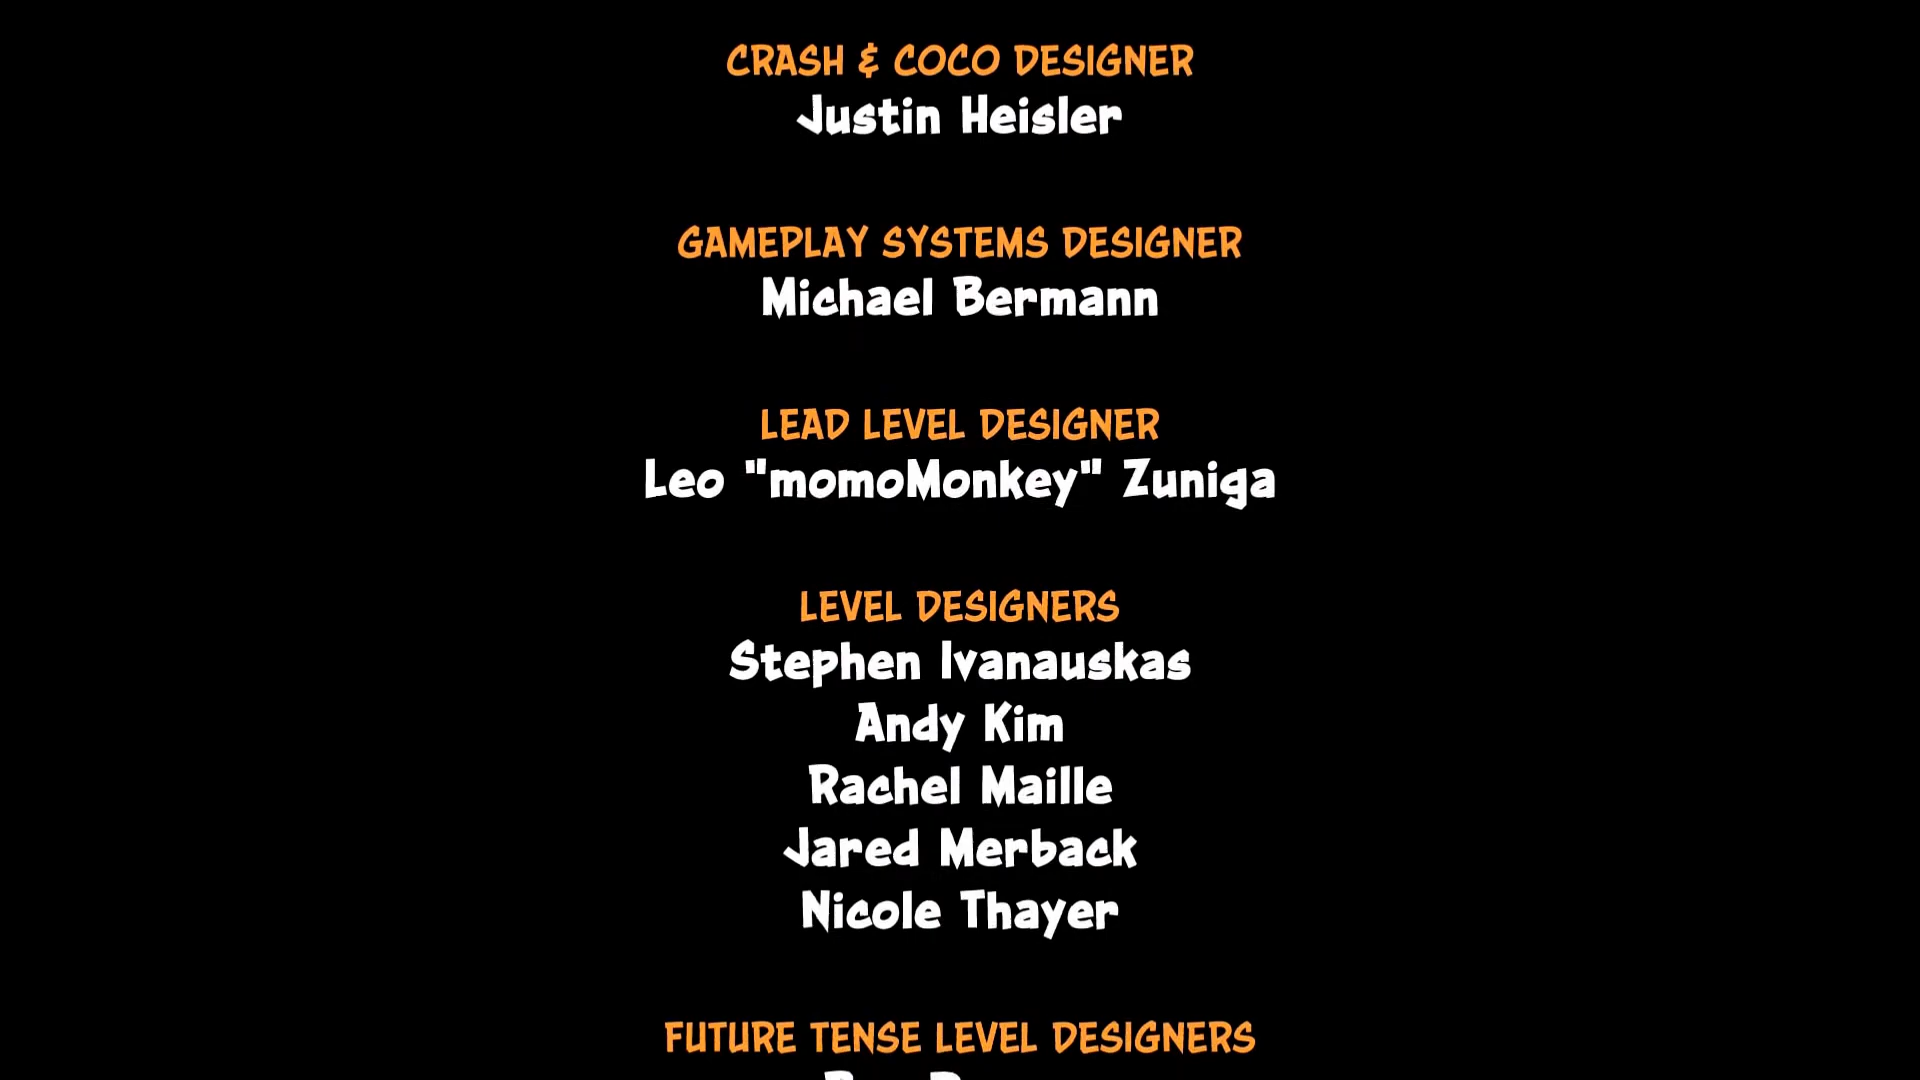 CRASH & COCO DESIGNER
Justin Heisler
GAMEPLAY SYSTEMS DESIGNER
Michael Bermann
LEAD LEVEL DESIGNER
Leo "momoMonkey" Zuniga
LEVEL DESIGNERS
Stephen Ivanauskas
Andy Kim
Rachel Maille
Jared Merback
Nicole Thayer
FUTURE TENSE LEVEL DESIGNERS